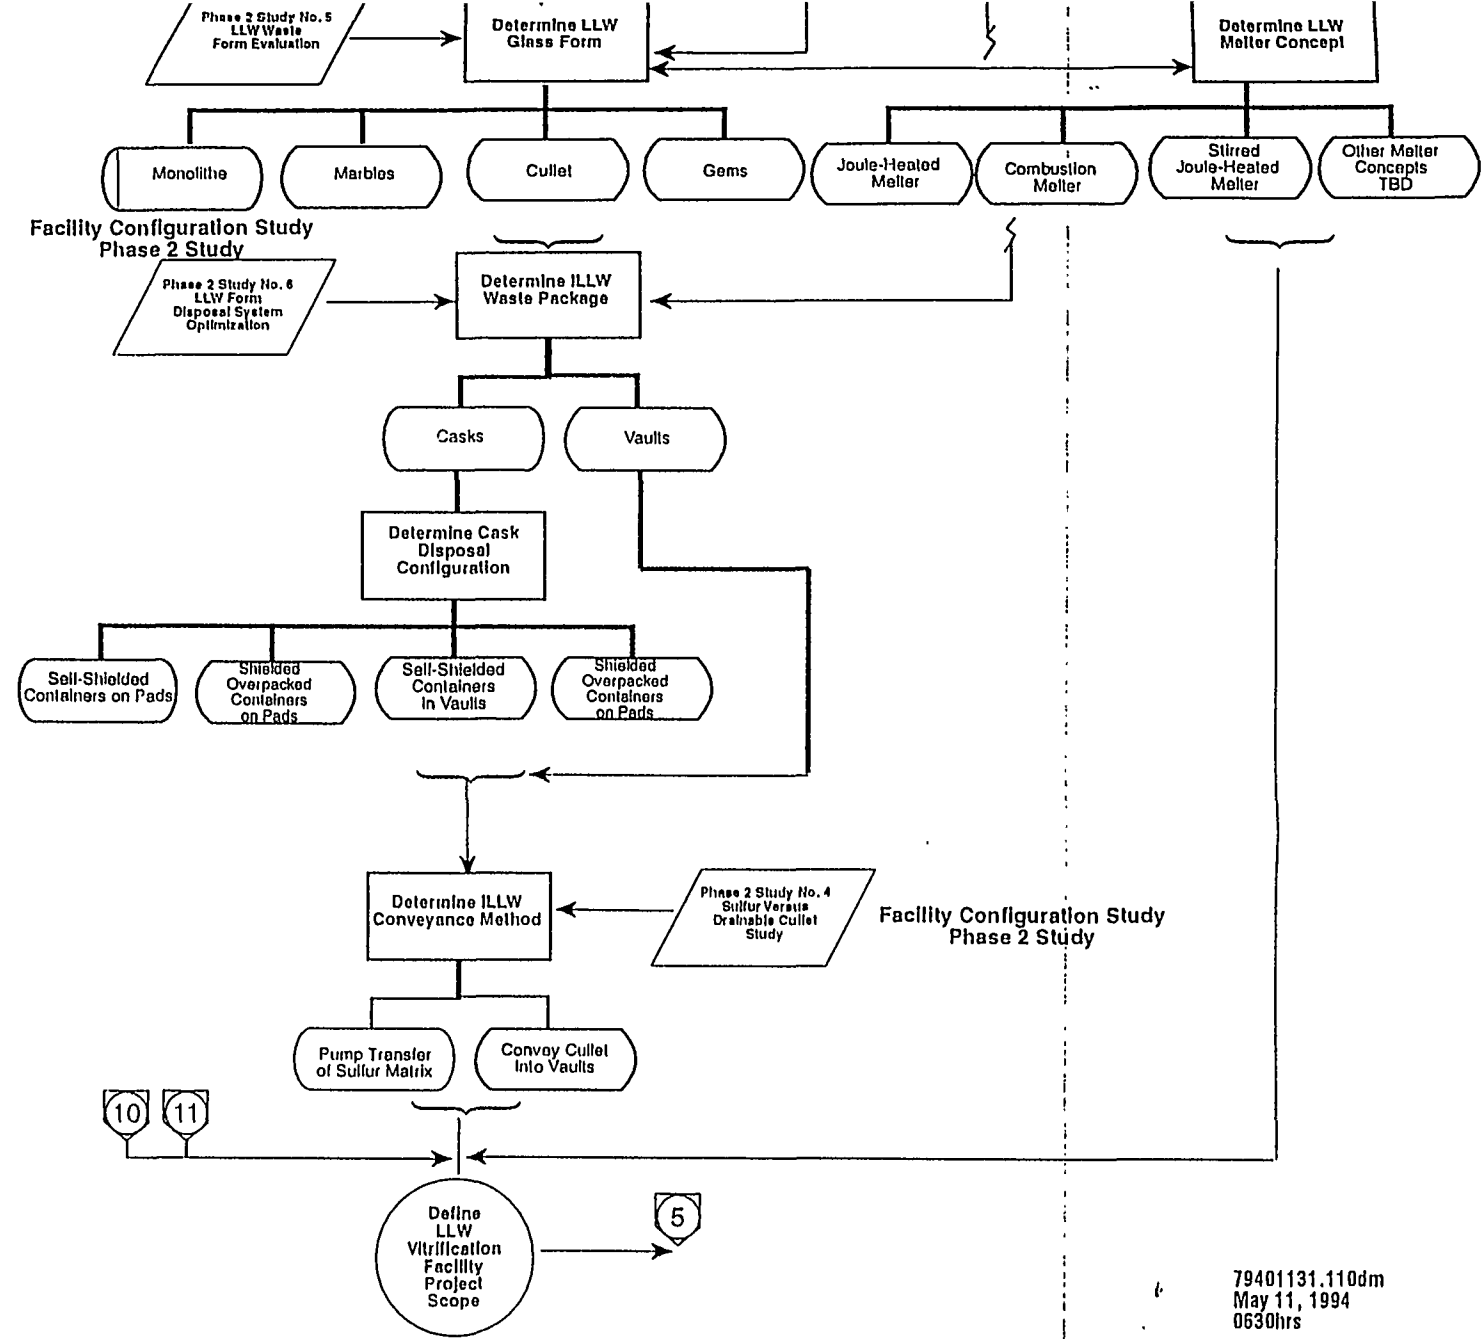 Phase 2 Study No. 5
LLW Waste
Form Evaluation
Determine LLW
Glass Form
Determine LLW
Melter Concept
Monolithe
Marbles
Cullet
Gems
Joule-Heated
Melter
Combustion
Melter
Stirred
Joule-Heated
Melter
Other Melter
Concepts
TBD
Facility Configuration Study
Phase 2 Study
Phase 2 Study No. 6
LLW Form
Disposal System
Optimization
Determine ILLW
Waste Package
Casks
Vaults
Determine Cask
Disposal
Configuration
Self-Shielded
Containers on Pads
Shielded
Overpacked
Containers
on Pads
Self-Shielded
Containers
in Vaults
Shielded
Overpacked
Containers
on Pads
Determine ILLW
Conveyance Method
Phase 2 Study No. 4
Sulfur Versus
Drainable Cullet
Study
Facility Configuration Study
Phase 2 Study
Pump Transfer
of Sulfur Matrix
Convey Cullet
Into Vaults
10
11
Define
LLW
Vitrification
Facility
Project
Scope
5
79401131.110dm
May 11, 1994
0630hrs